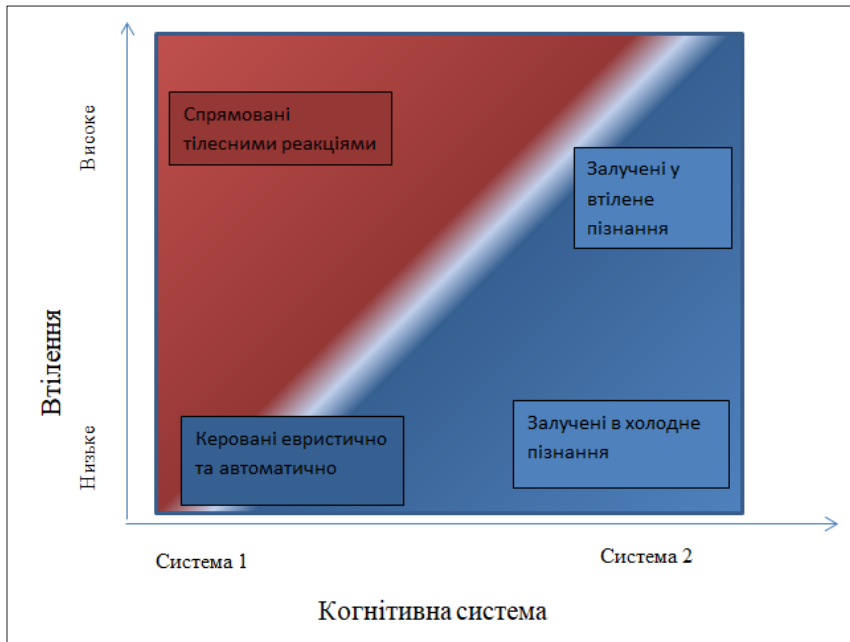 Високе
Спрямовані
тілесними реакціями
Залучені у
втілене
пізнання
Втілення
Низьке
Керовані евристично
та автоматично
Залучені в холодне
пізнання
Система 1
Система 2
Когнітивна система